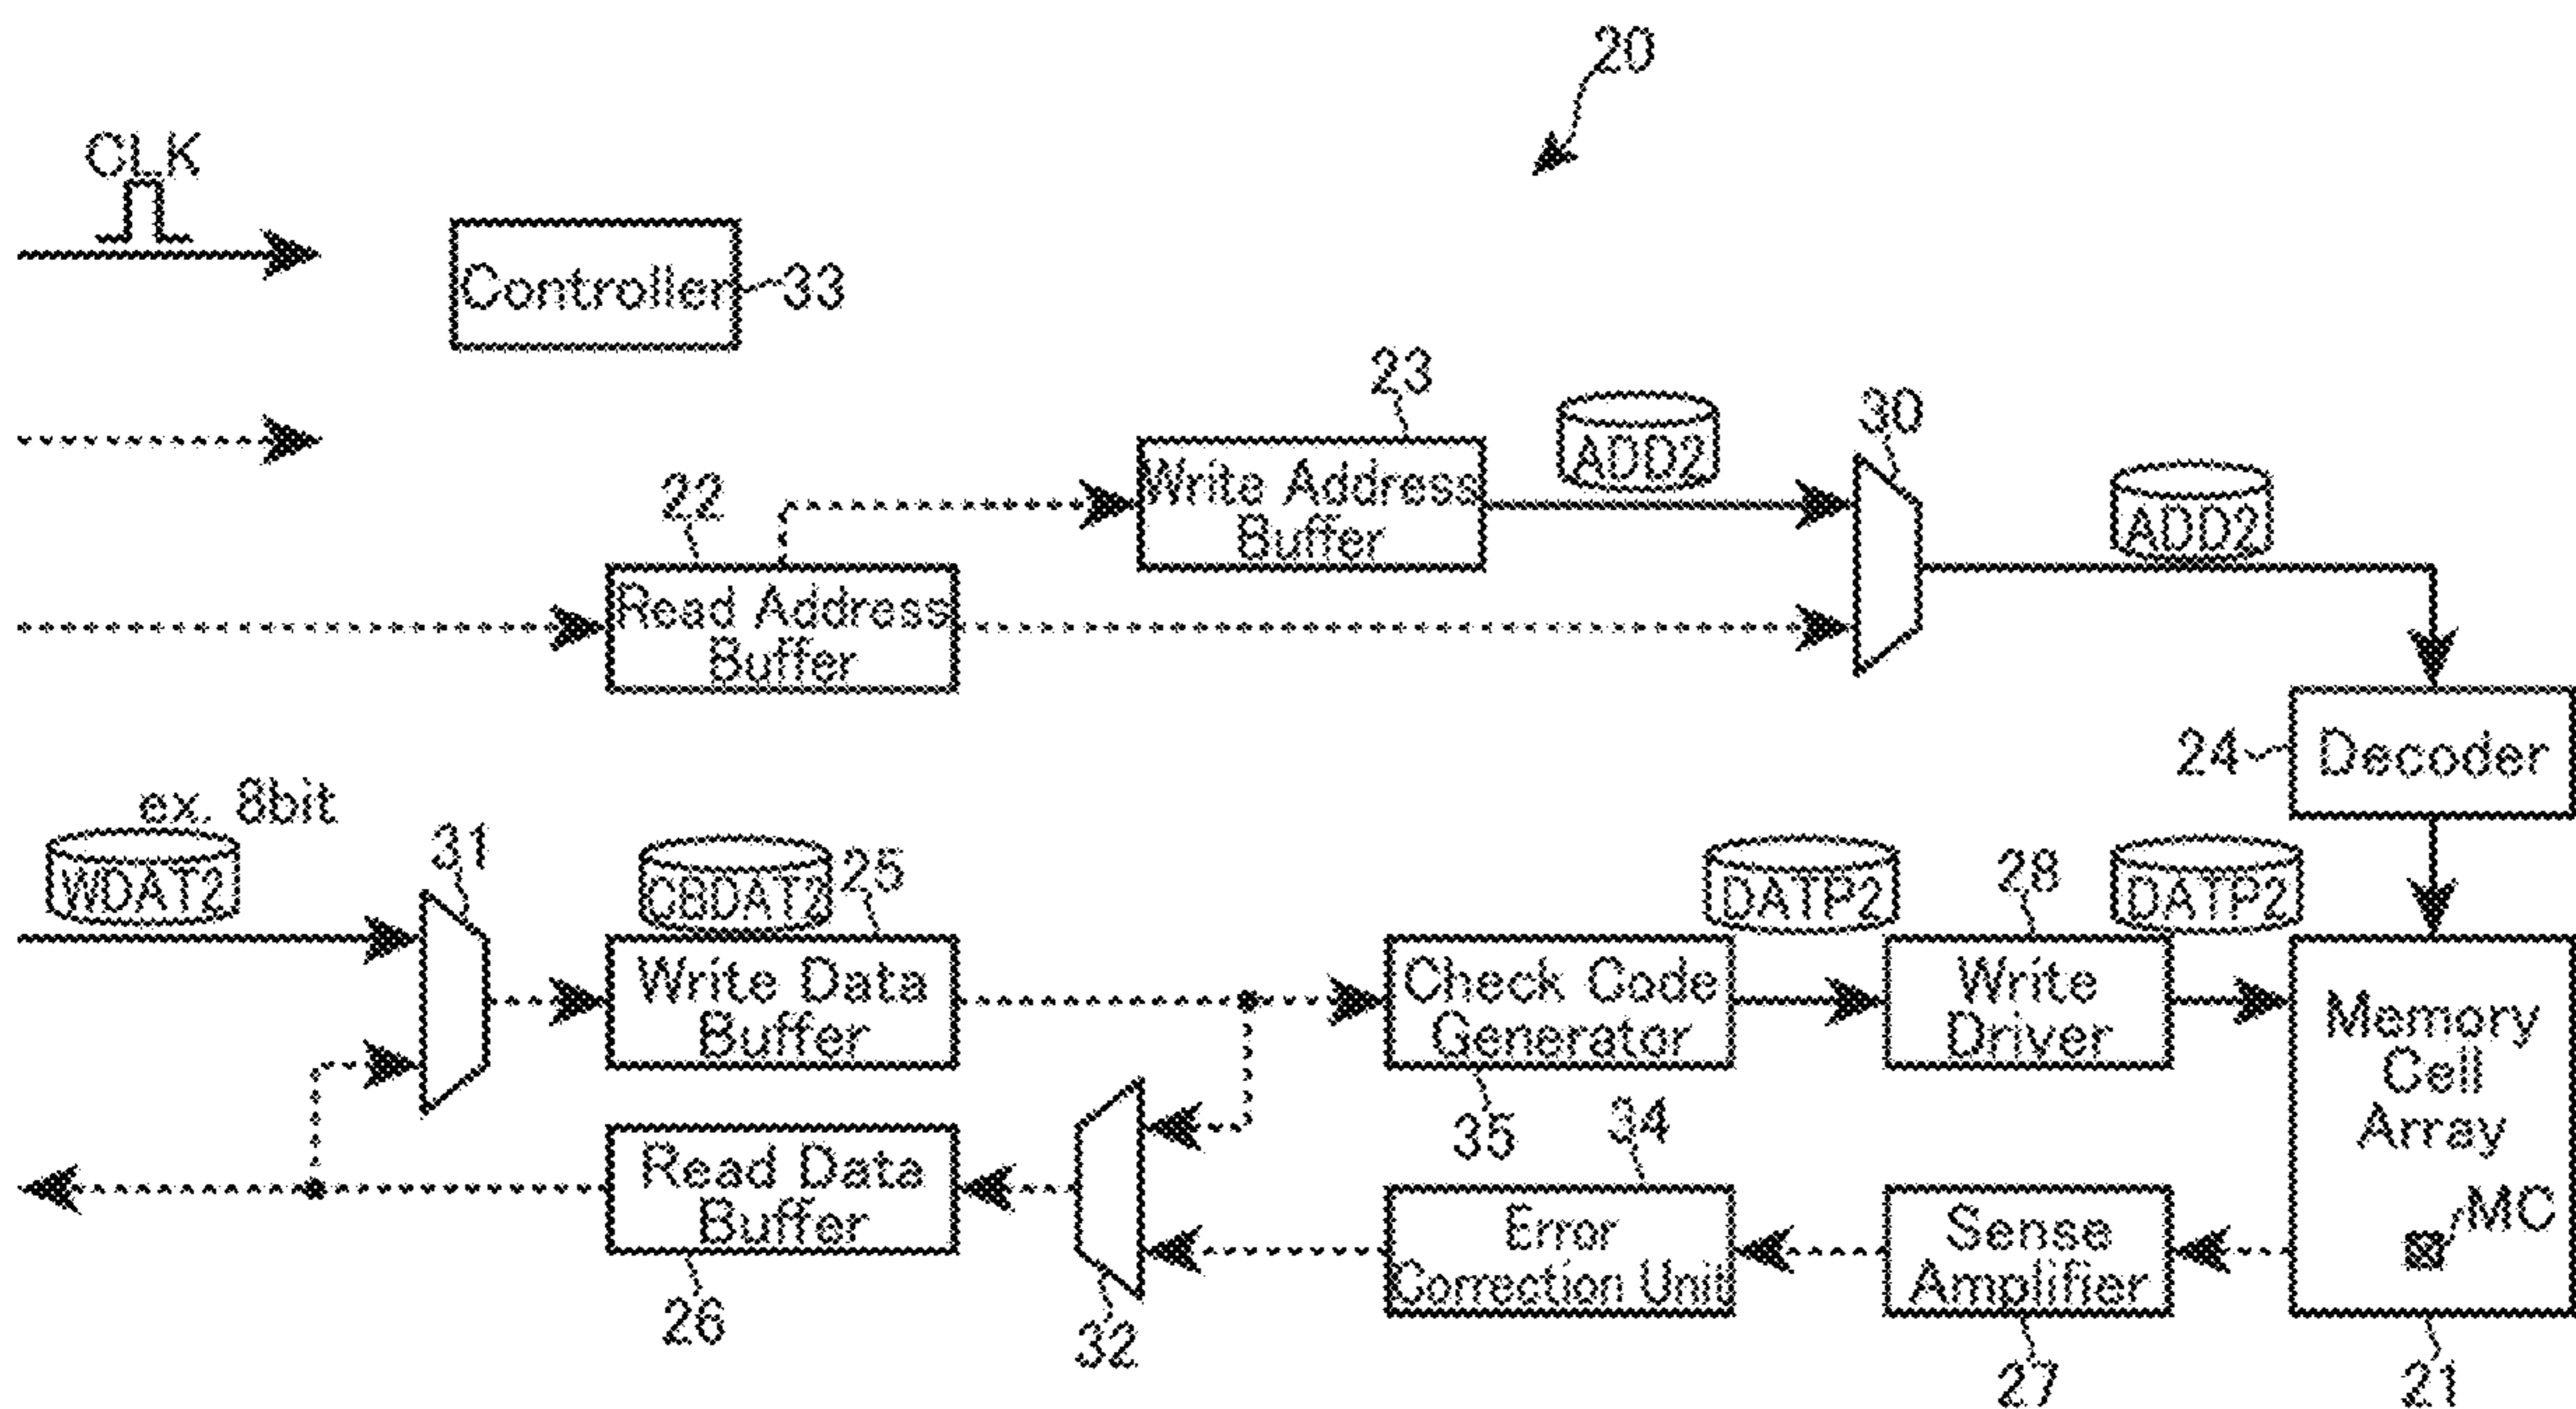 20
CLK
Controller
33
23
ADD2
30
22
Write Address
Buffer
ADD2
Read Address
Buffer
24
Decoder
ex. 8bit
WDAT2
31
CBDAT2
25
DATP2
28
DATP2
Write Data
Buffer
Check Code
Generator
Write
Driver
Memory
Cell
Array
35
34
Read Data
Buffer
Error
Correction Unit
Sense
Amplifier
MC
26
32
27
21